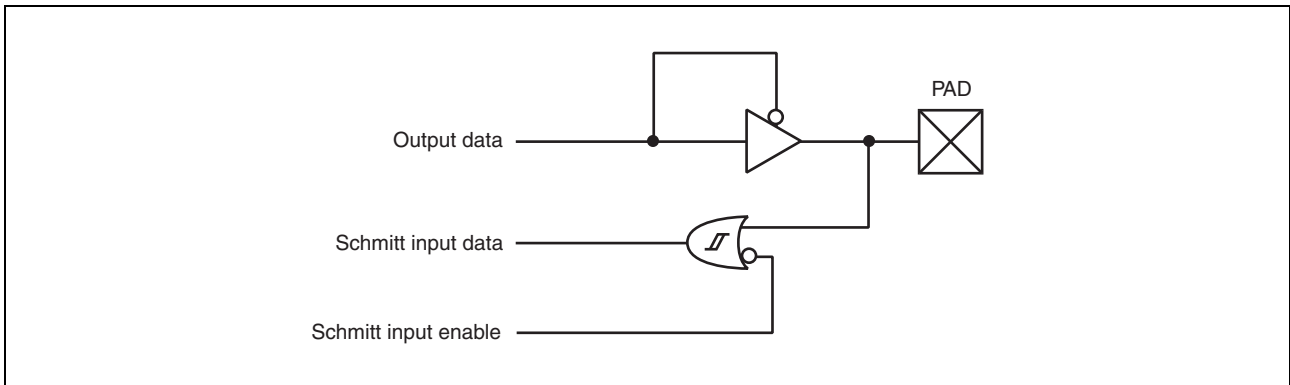 PAD
Output data
Schmitt input data
Schmitt input enable